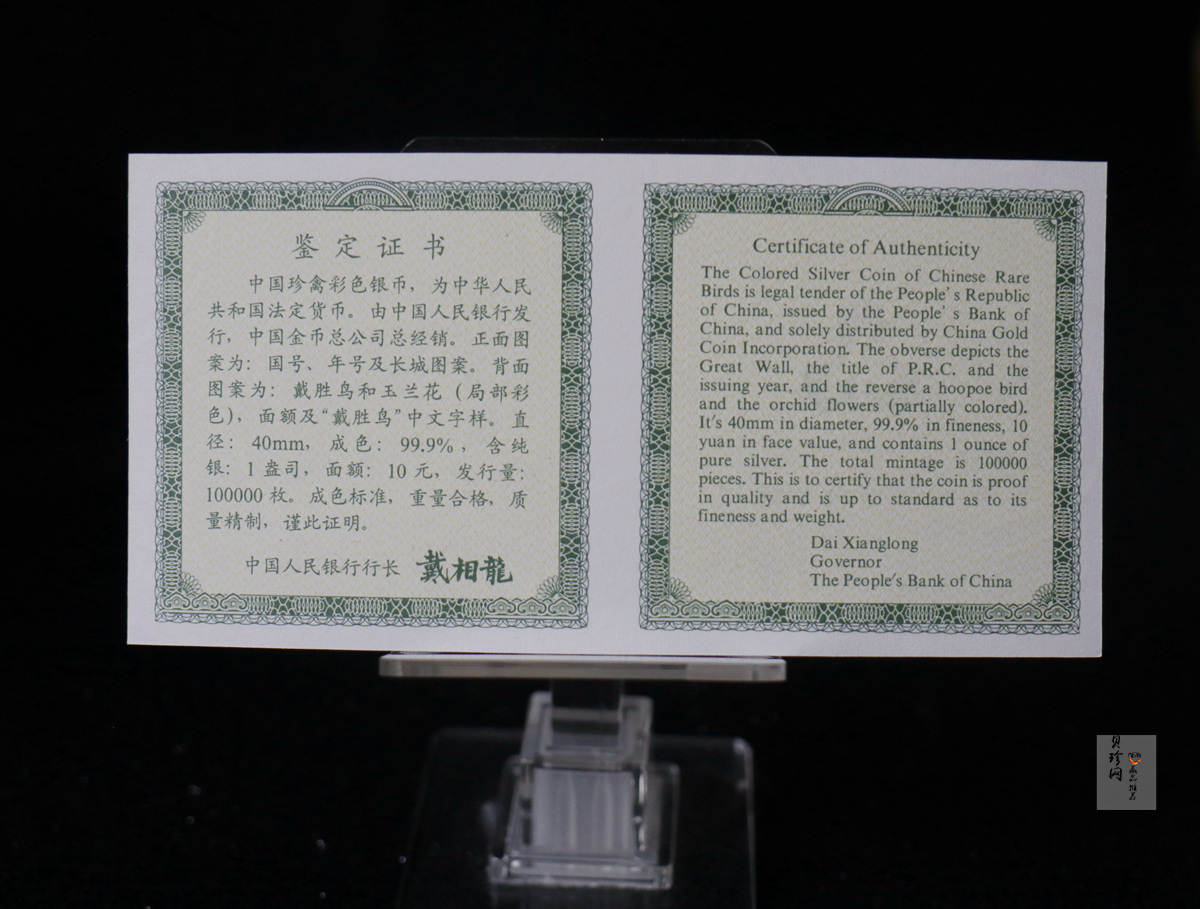 鉴定证书
中国珍禽彩色银币，为中华人民
共和国法定货币。由中国人民银行发
行，中国金币总公司总经销。正面图
案为：国号、年号及长城图案。背面
图案为：戴胜鸟和玉兰花（局部彩
色），面额及“戴胜鸟”中文字样。直
径：40mm，成色：99.9%，含纯
银：1盎司，面额：10元，发行量：
100000枚。成色标准，重量合格，质
量精制，谨此证明。
中国人民银行行长 戴相龍
Certificate of Authenticity
The Colored Silver Coin of Chinese Rare
Birds is legal tender of the People's Republic
of China, issued by the People's Bank of
China, and solely distributed by China Gold
Coin Incorporation. The obverse depicts the
Great Wall, the title of P.R.C. and the
issuing year, and the reverse a hoopoe bird
and the orchid flowers (partially colored).
It's 40mm in diameter, 99.9% in fineness, 10
yuan in face value, and contains 1 ounce of
pure silver. The total mintage is 100000
pieces. This is to certify that the coin is proof
in quality and is up to standard as to its
fineness and weight.
Dai Xianglong
Governor
The People's Bank of China
贝珍网